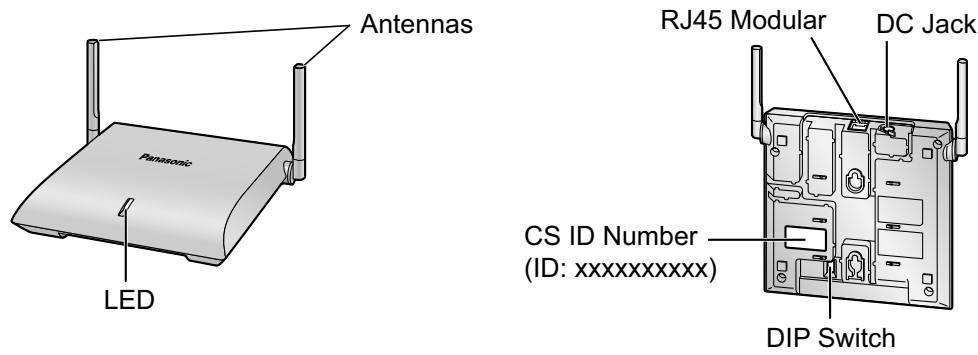 Antennas
Panasonic
LED
RJ45 Modular
DC Jack
CS ID Number
(ID: xxxxxxxxxx)
DIP Switch